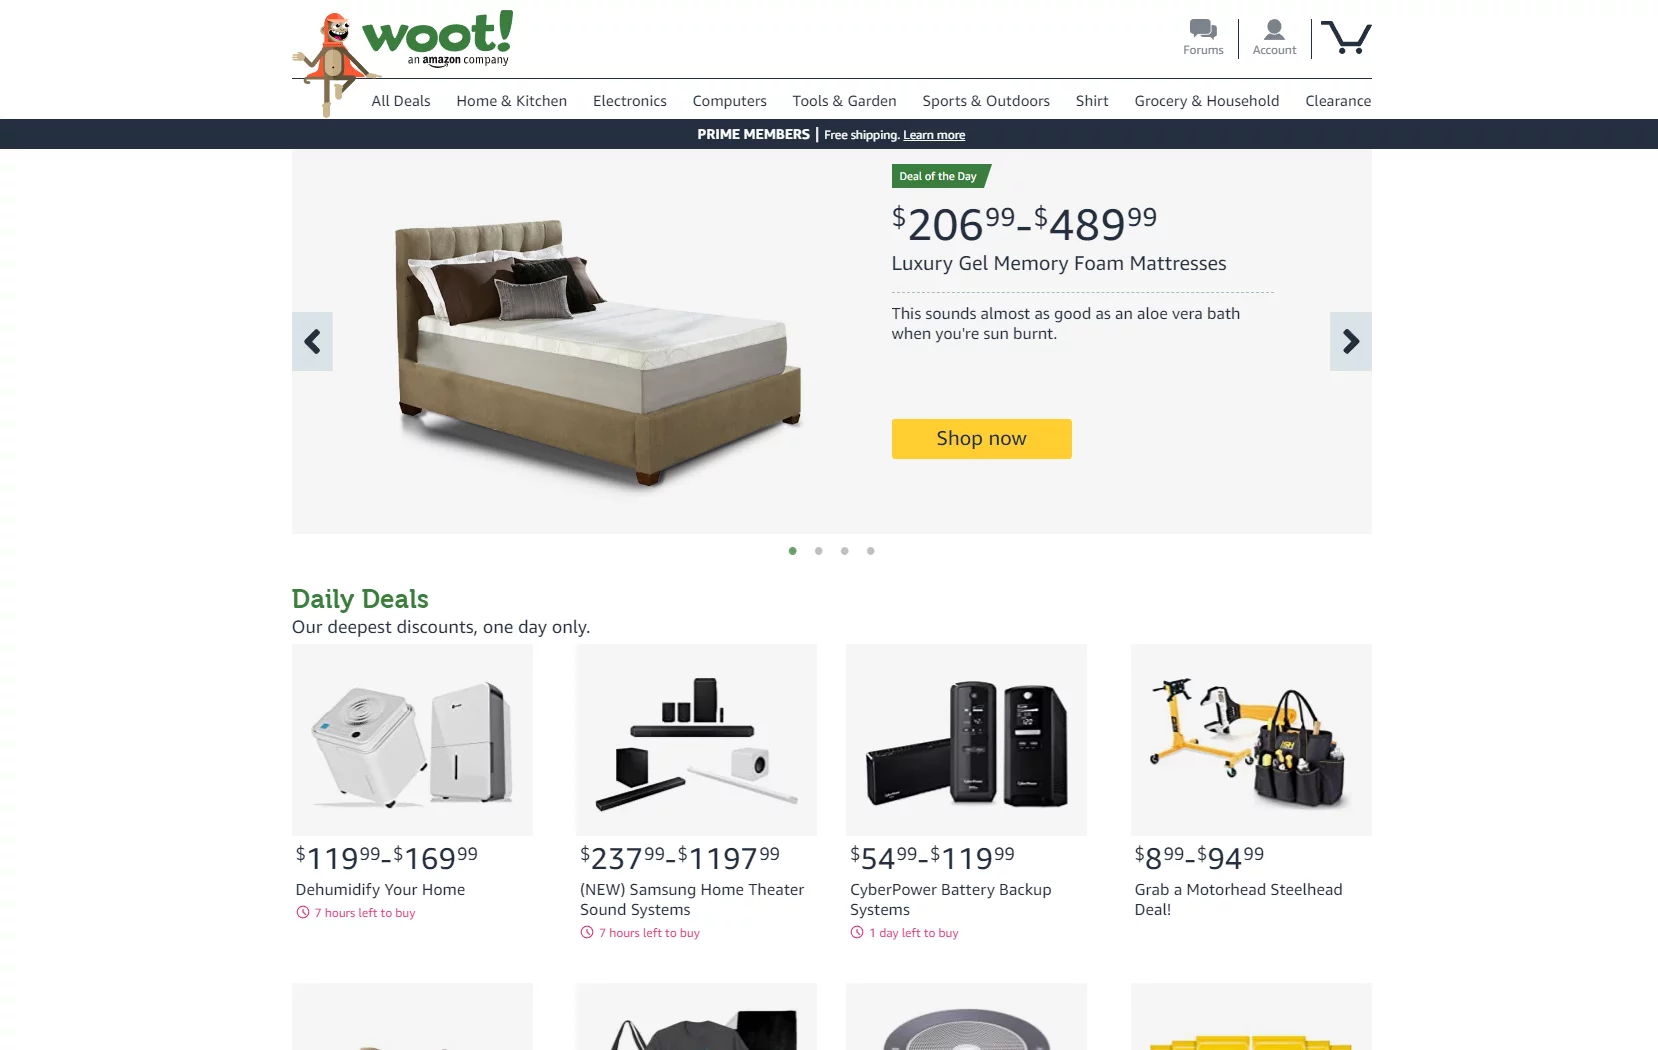 woot!
an amazon company
Forums
Account
All Deals
Home & Kitchen
Electronics
Computers
Tools & Garden
Sports & Outdoors
Shirt
Grocery & Household
Clearance
PRIME MEMBERS | Free shipping. Learn more
Deal of the Day
$206.99-$489.99
Luxury Gel Memory Foam Mattresses
This sounds almost as good as an aloe vera bath
when you're sun burnt.
Shop now
Daily Deals
Our deepest discounts, one day only.
$119.99-$169.99
Dehumidify Your Home
7 hours left to buy
$237.99-$1197.99
(NEW) Samsung Home Theater
Sound Systems
7 hours left to buy
$54.99-$119.99
CyberPower Battery Backup
Systems
1 day left to buy
$8.99-$94.99
Grab a Motorhead Steelhead
Deal!